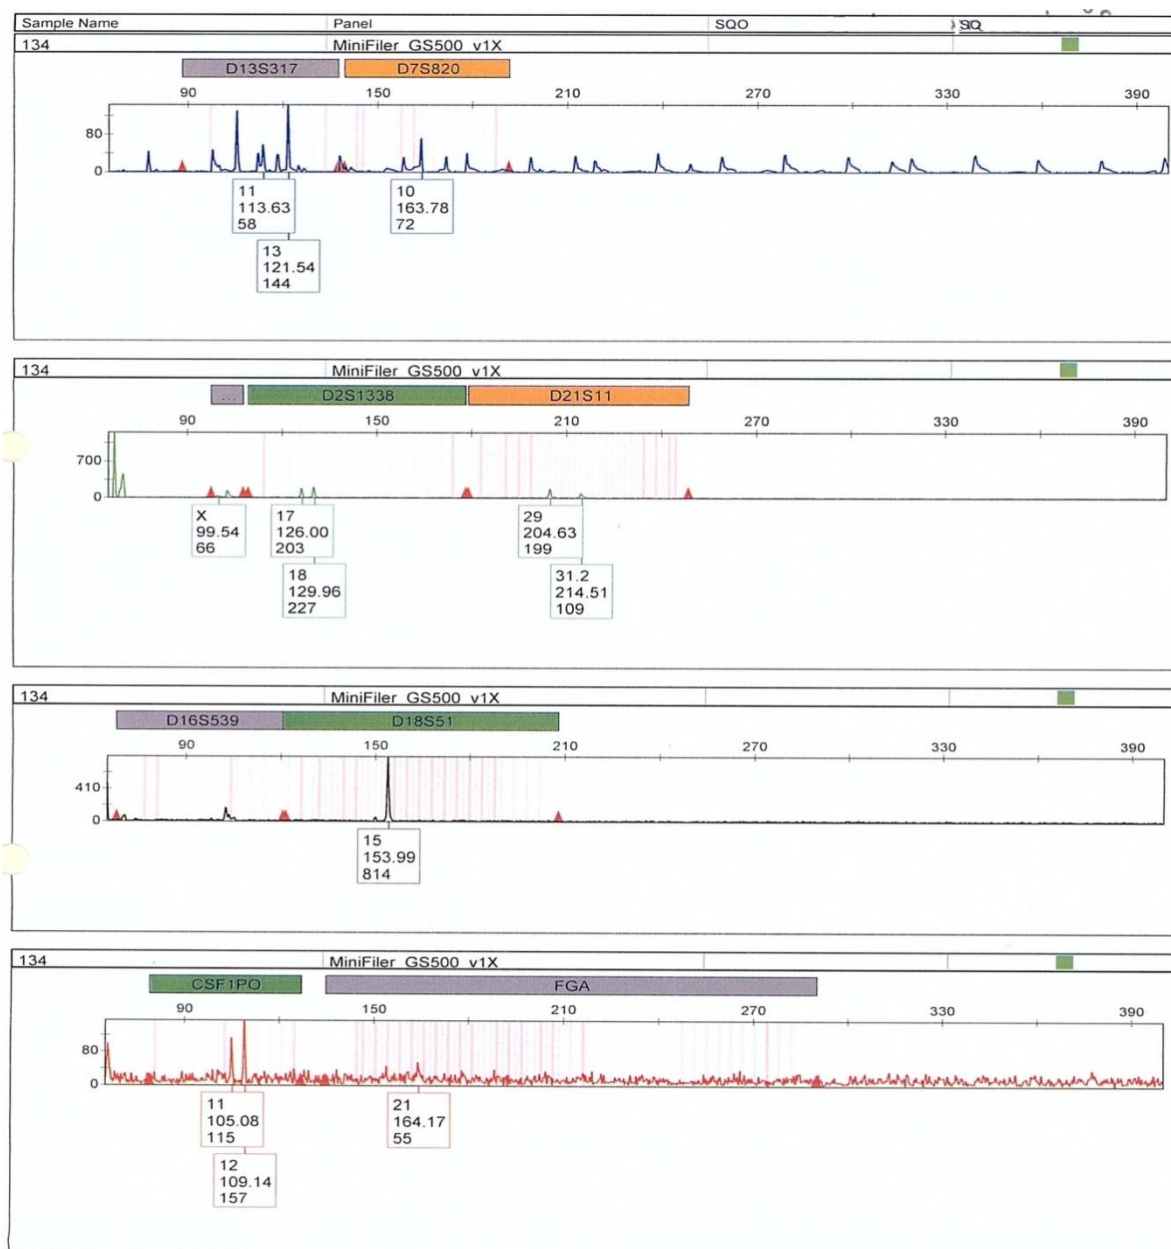 Sample Name Panel SQO SQ
134 MiniFiler_GS500_v1X
D13S317 D7S820
90 150 210 270 330 390
80
0
11 10
113.63 163.78
58 72
13
121.54
144
134 MiniFiler_GS500_v1X
... D2S1338 D21S11
90 150 210 270 330 390
700
0
X 17 29
99.54 126.00 204.63
66 203 199
18 31.2
129.96 214.51
227 109
134 MiniFiler_GS500_v1X
D16S539 D18S51
90 150 210 270 330 390
410
0
15
153.99
814
134 MiniFiler_GS500_v1X
CSF1PO FGA
90 150 210 270 330 390
80
0
11 21
105.08 164.17
115 55
12
109.14
157